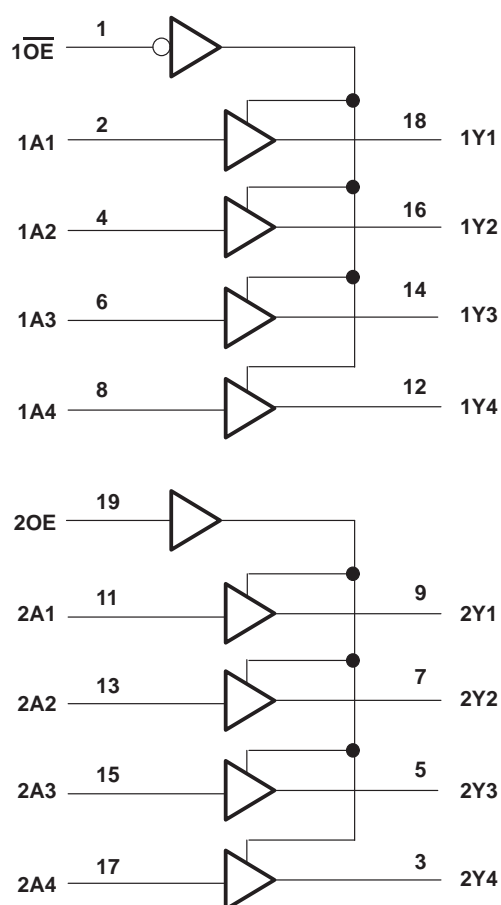 1 
1O̅E̅
1A1 2 18 1Y1
1A2 4 16 1Y2
1A3 6 14 1Y3
1A4 8 12 1Y4
19
2OE
2A1 11 9 2Y1
2A2 13 7 2Y2
2A3 15 5 2Y3
2A4 17 3 2Y4